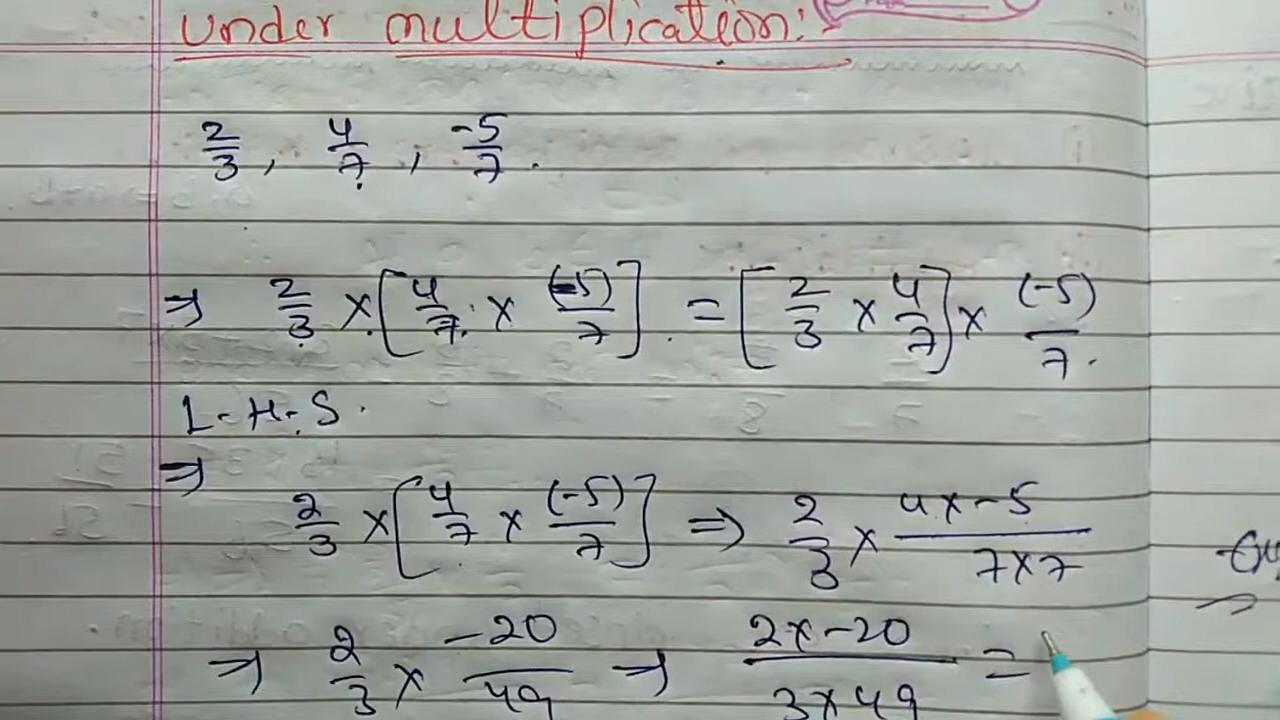 under multiplication:
2/3, 4/7, -5/7.
⇒ 2/3 × [4/7 × (-5)/7] = [2/3 × 4/7] × (-5)/7.
L.H.S.
⇒
2/3 × [4/7 × (-5)/7] ⇒ 2/3 × 4×-5/7×7
⇒ 2/3 × -20/49 ⇒ 2×-20/3×49 =